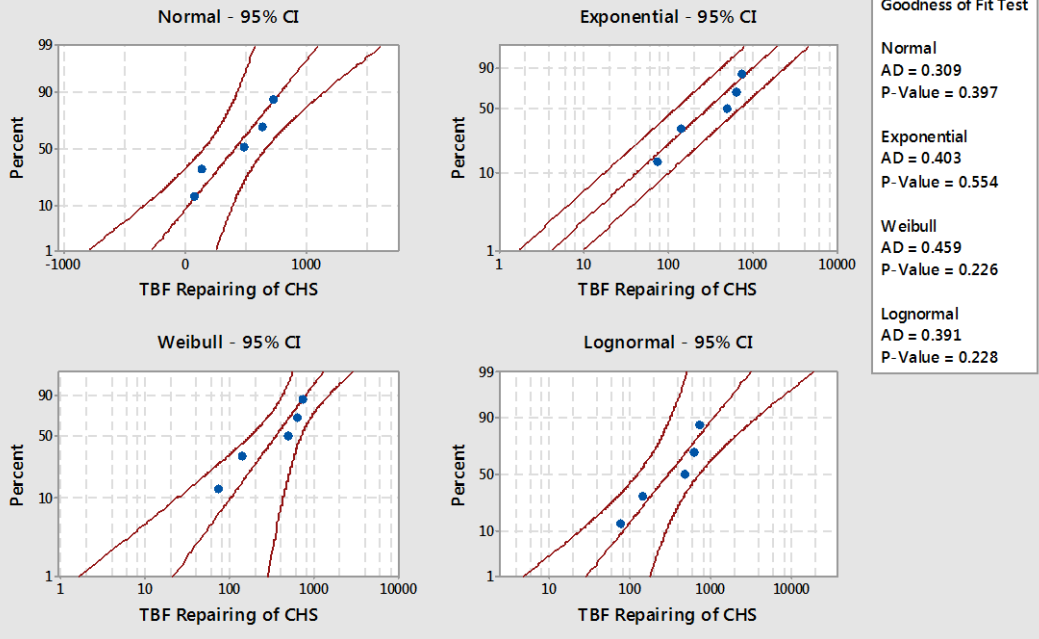 Normal - 95% CI
99
90
50
10
1
Percent
-1000 0 1000
TBF Repairing of CHS
Exponential - 95% CI
90
50
10
1
Percent
1 10 100 1000 10000
TBF Repairing of CHS
Goodness of Fit Test
Normal
AD = 0.309
P-Value = 0.397
Exponential
AD = 0.403
P-Value = 0.554
Weibull
AD = 0.459
P-Value = 0.226
Lognormal
AD = 0.391
P-Value = 0.228
Weibull - 95% CI
90
50
10
1
Percent
1 10 100 1000 10000
TBF Repairing of CHS
Lognormal - 95% CI
99
90
50
10
1
Percent
10 100 1000 10000
TBF Repairing of CHS